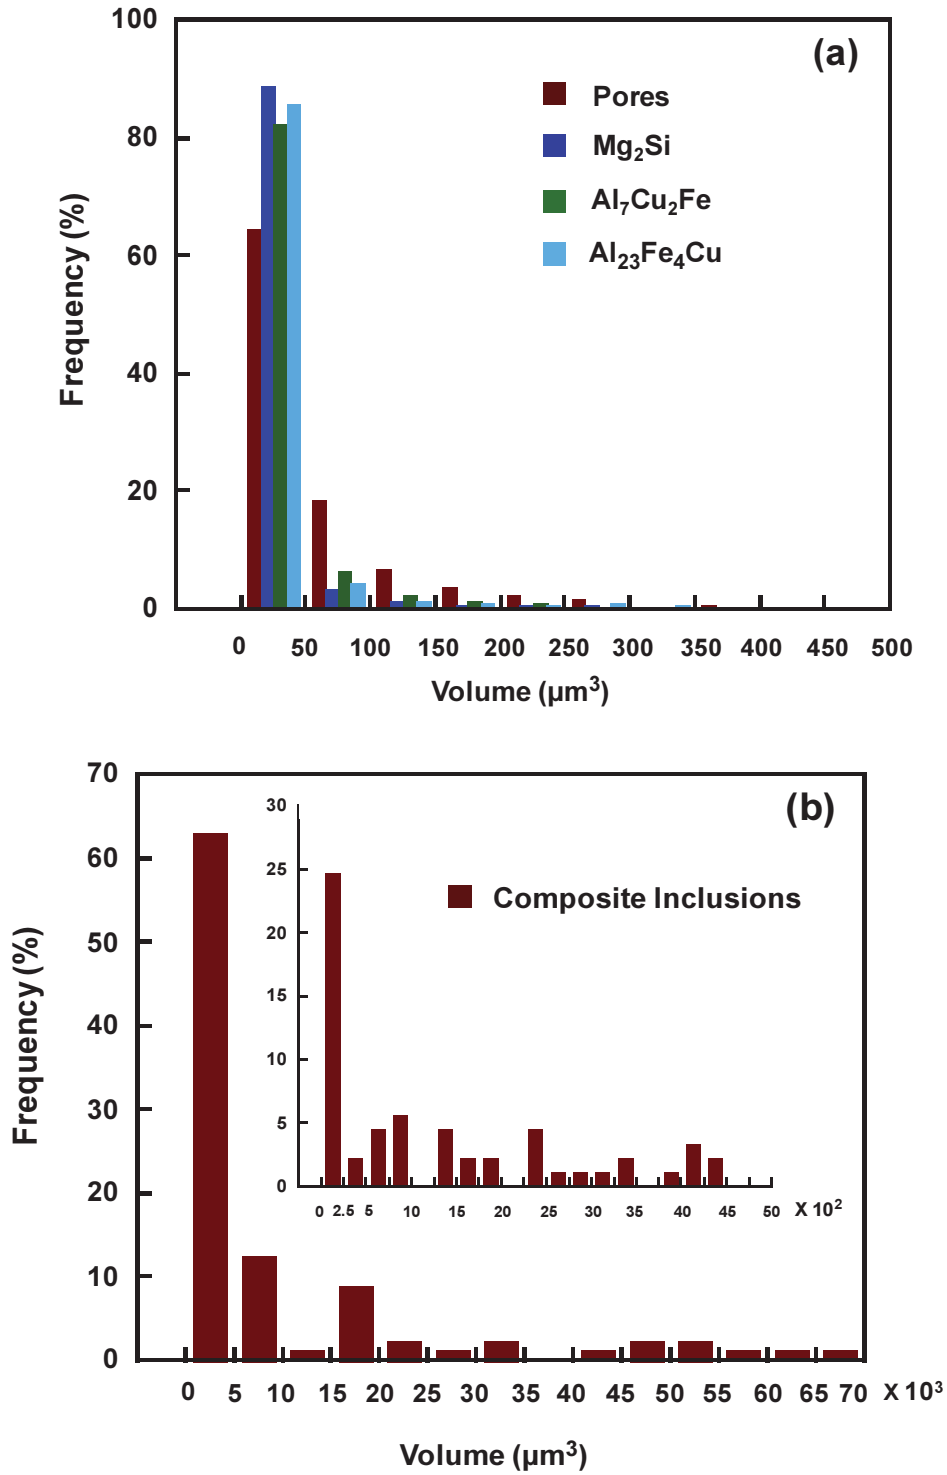 100
(a)
Pores
Mg₂Si
80
Al₇Cu₂Fe
Al₂₃Fe₄Cu
60
Frequency (%)
40
20
0
0 50 100 150 200 250 300 350 400 450 500
Volume (μm³)
70
(b)
30
60
25
Composite Inclusions
50
20
Frequency (%)
40
15
30
10
20
5
0
0 2.5 5 10 15 20 25 30 35 40 45 50 X 10²
10
0
0 5 10 15 20 25 30 35 40 45 50 55 60 65 70 X 10³
Volume (μm³)